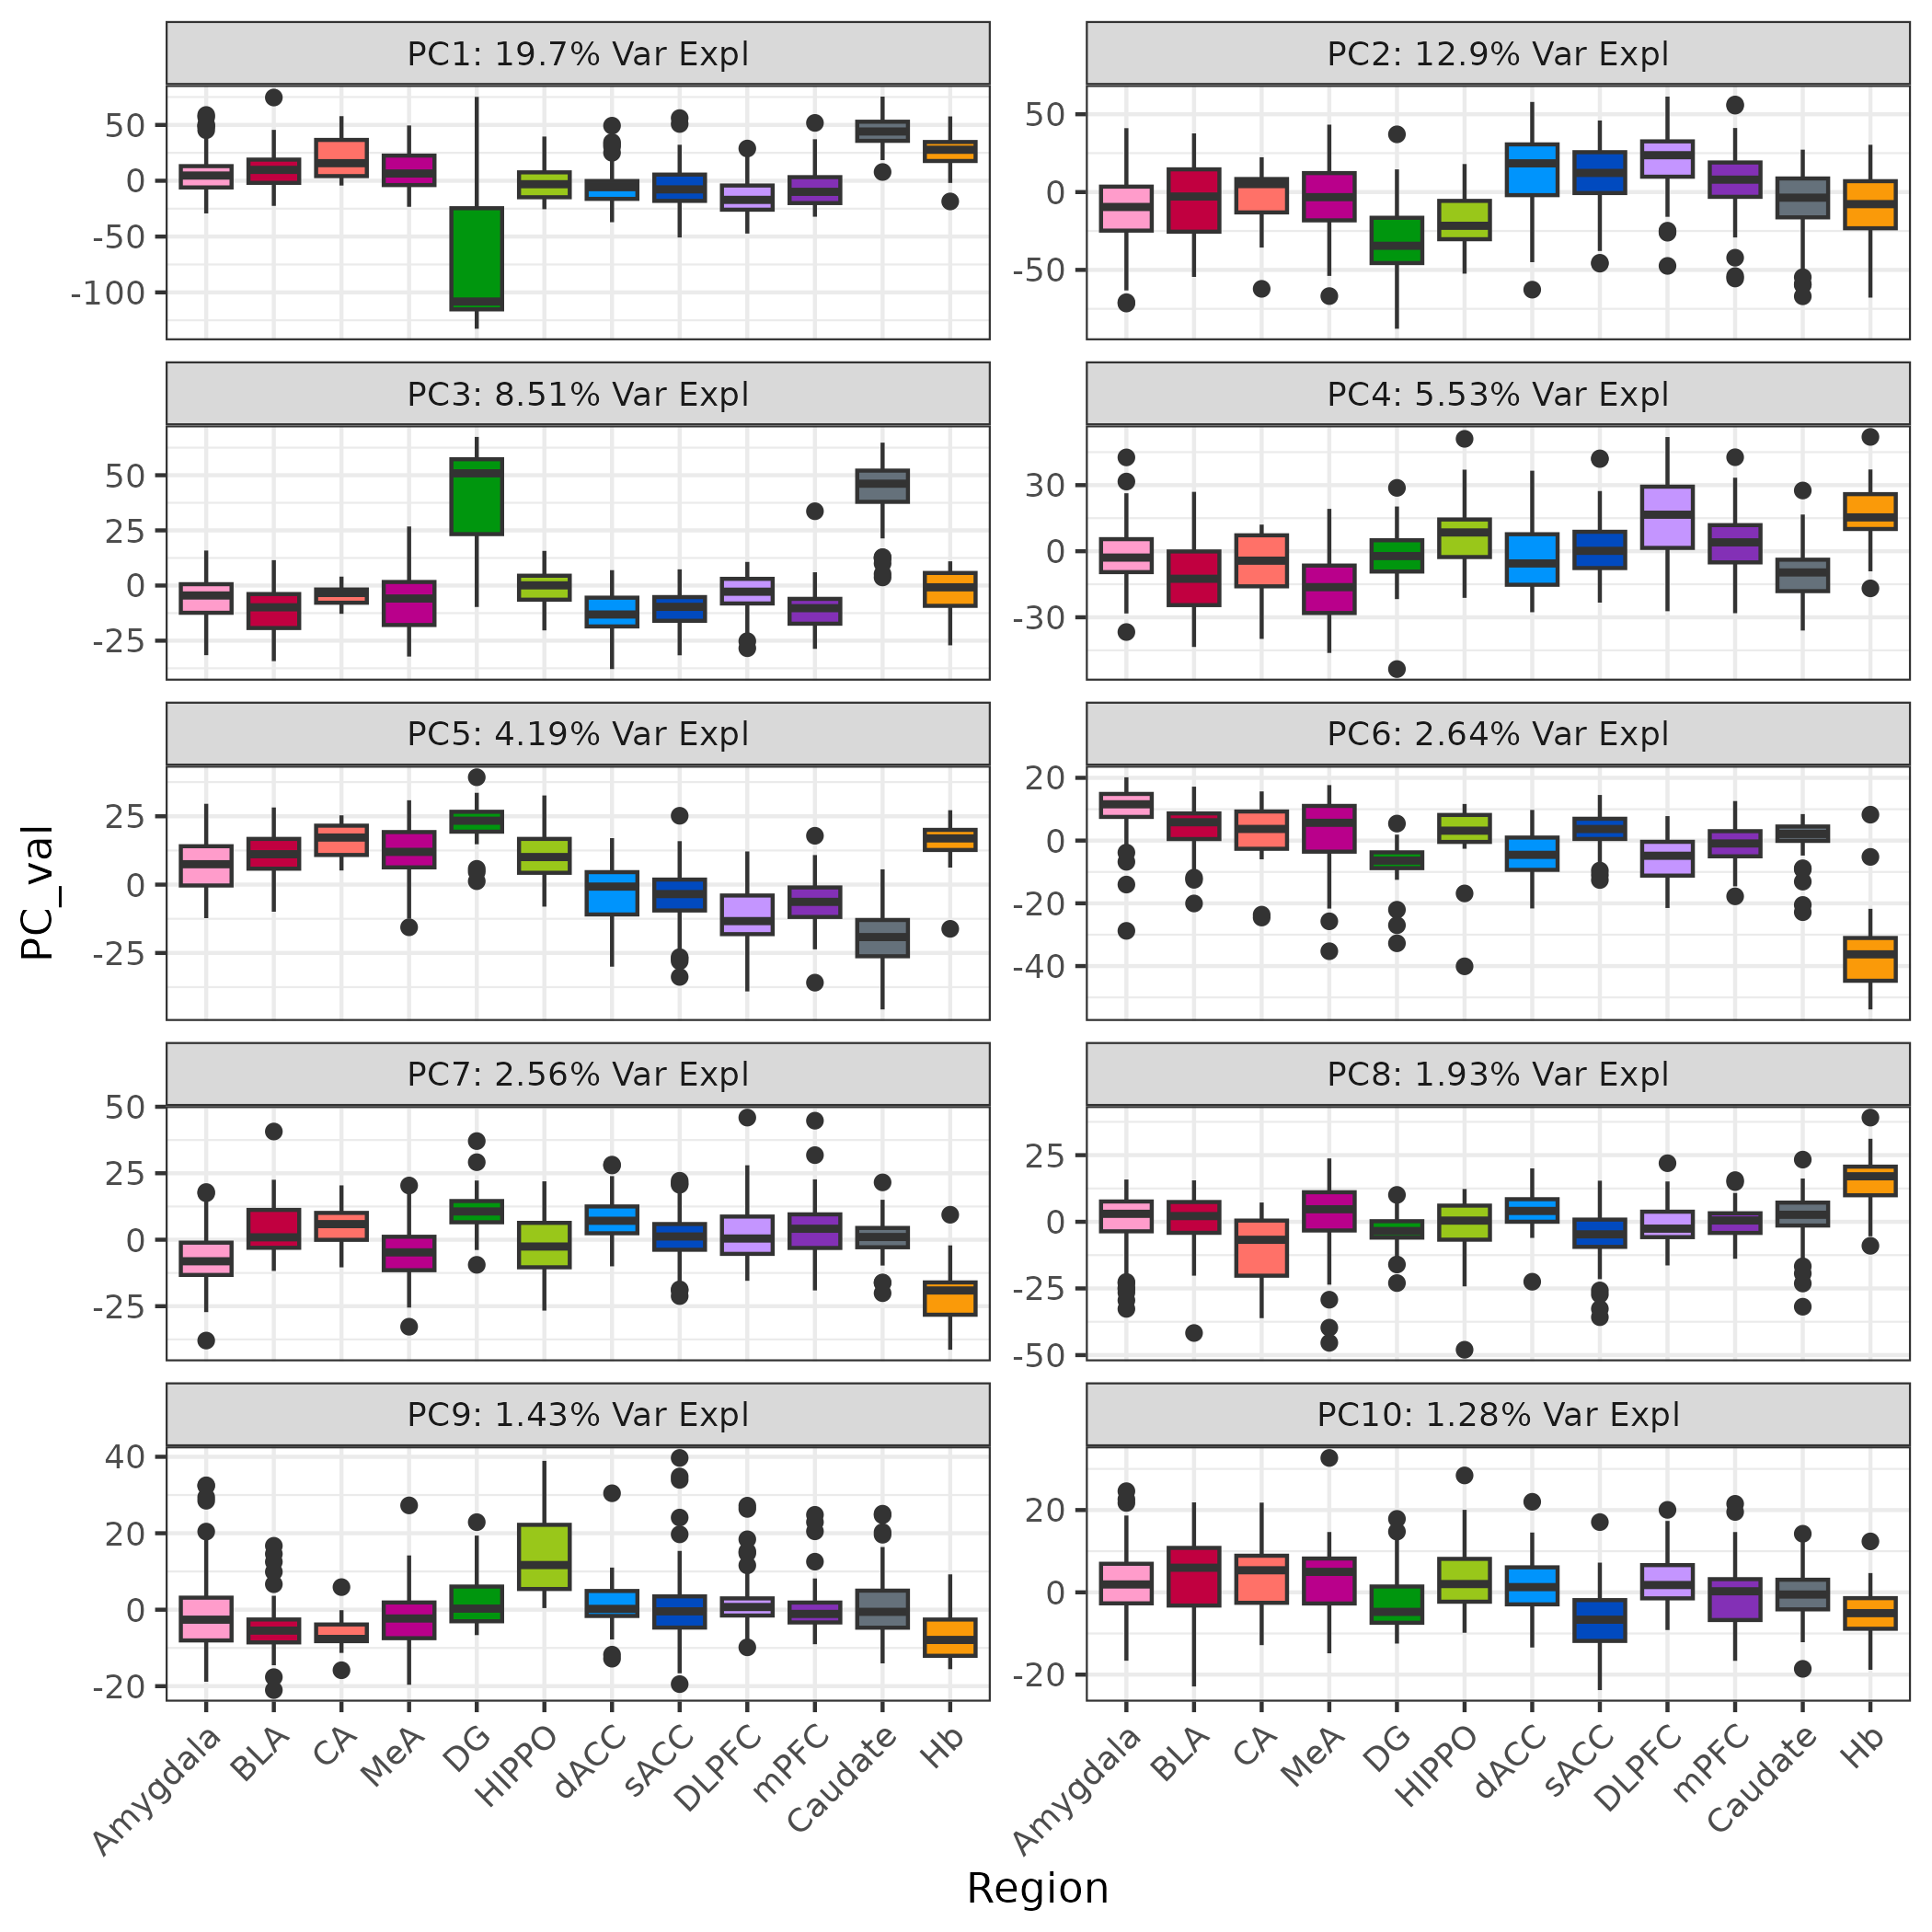 PC1: 19.7% Var Expl
PC2: 12.9% Var Expl
50
0
-50
-100
50
0
-50
PC3: 8.51% Var Expl
PC4: 5.53% Var Expl
50
25
0
-25
30
0
-30
PC5: 4.19% Var Expl
PC6: 2.64% Var Expl
25
0
-25
20
0
-20
-40
PC7: 2.56% Var Expl
PC8: 1.93% Var Expl
50
25
0
-25
25
0
-25
-50
PC9: 1.43% Var Expl
PC10: 1.28% Var Expl
40
20
0
-20
20
0
-20
Amygdala
BLA
CA
MeA
DG
HIPPO
dACC
sACC
DLPFC
mPFC
Caudate
Hb
Amygdala
BLA
CA
MeA
DG
HIPPO
dACC
sACC
DLPFC
mPFC
Caudate
Hb
Region
PC_val